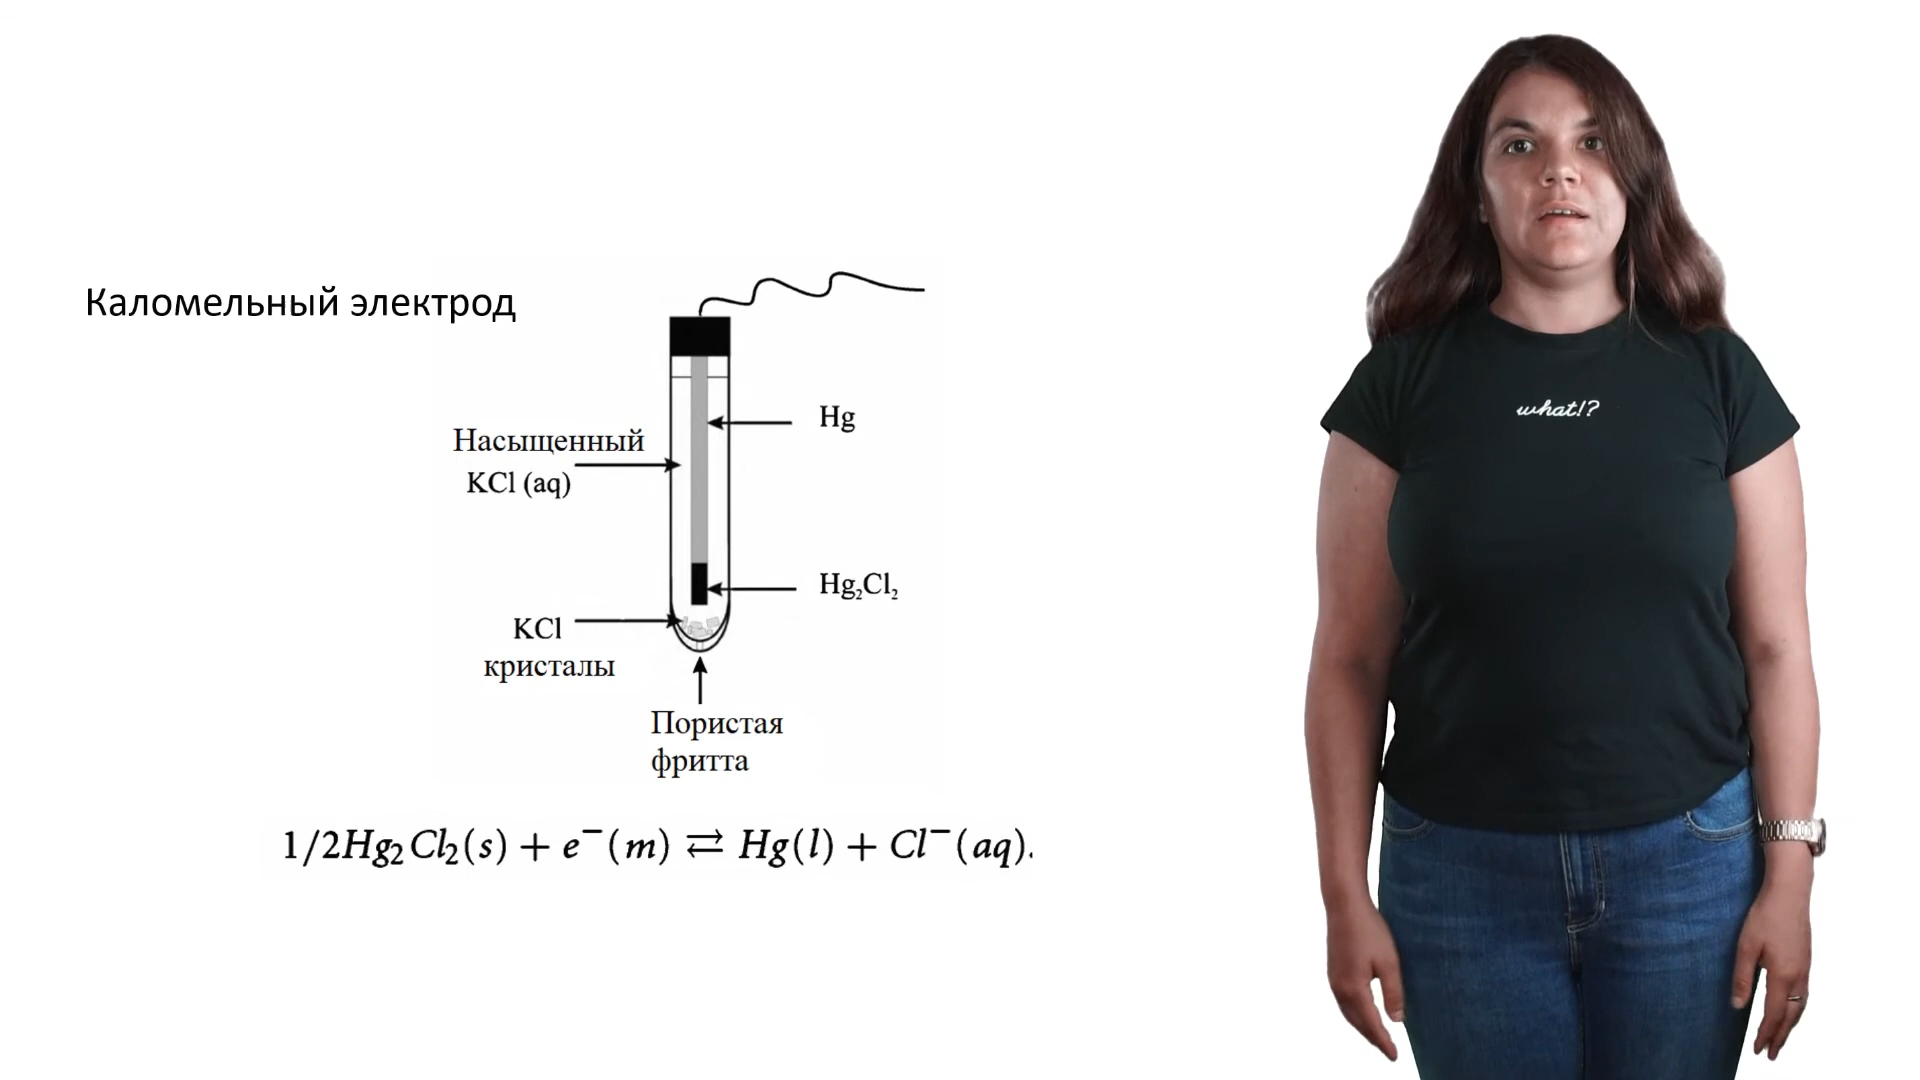 Каломельный электрод
Hg
Насыщенный
KCl (aq)
Hg₂Cl₂
KCl
кристалы
Пористая
фритта
1/2Hg₂Cl₂(s) + e⁻(m) ⇄ Hg(l) + Cl⁻(aq).
what!?